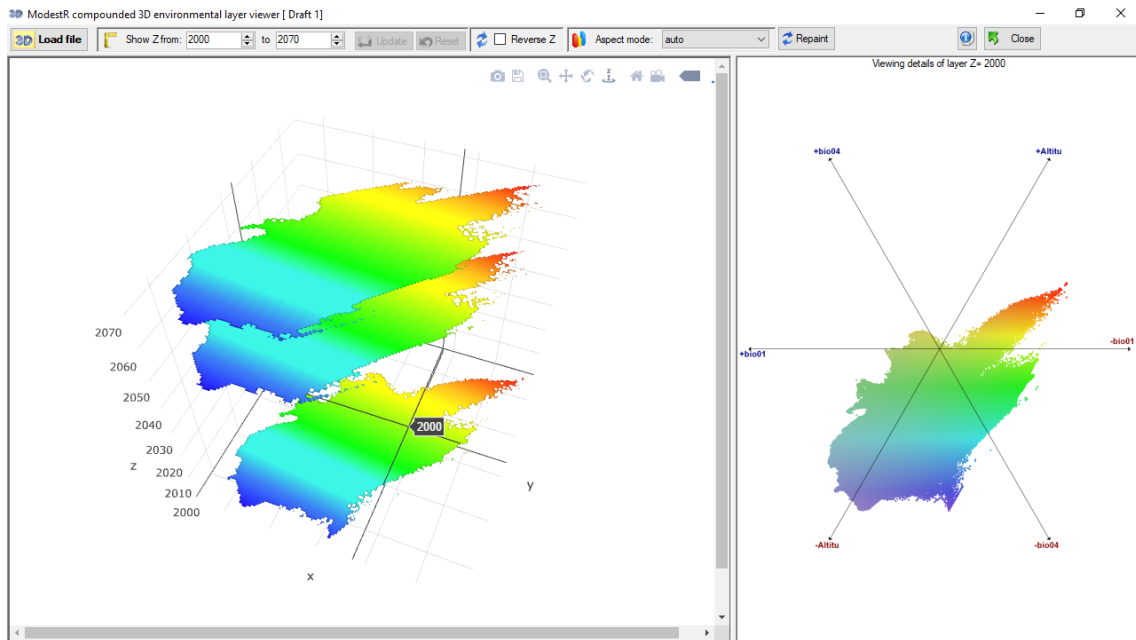 ModestR compounded 3D environmental layer viewer [ Draft 1]
3D Load file Show Z from: 2000 to 2070 Update Reset Reverse Z Aspect mode: auto Repaint Close
Viewing details of layer Z= 2000
+bio04 +Altitu
+bio01 -bio01
-Altitu -bio04
2070
2060
2050
2040
2030
2020
2010
2000
z
2000
y
x